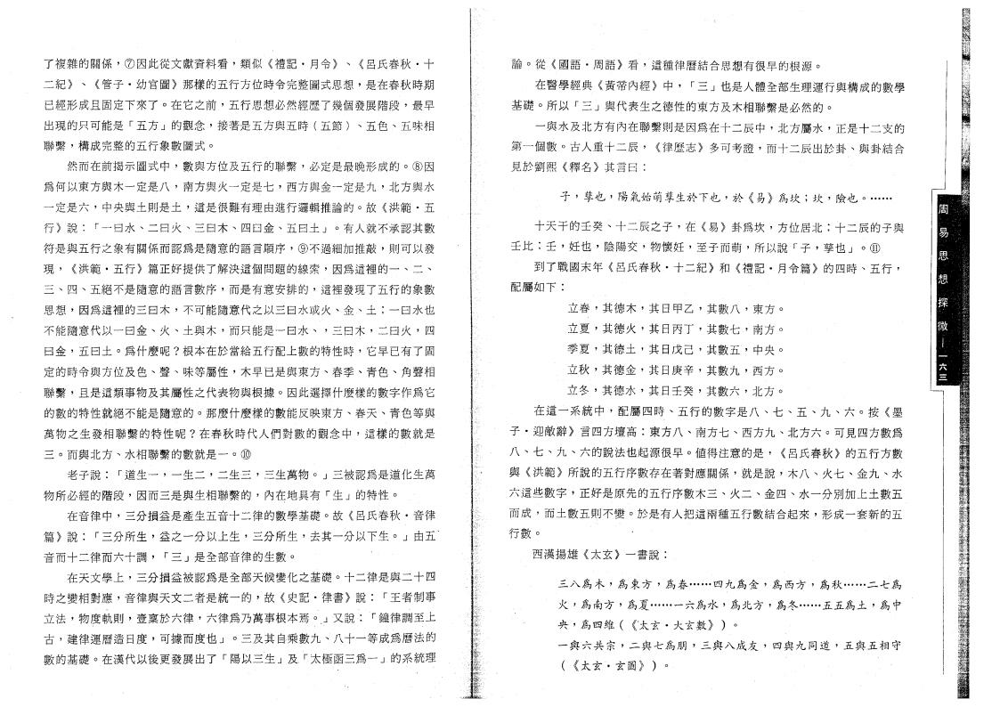 了複雜的關係，⑦因此從文獻資料看，類似《禮記·月令》、《呂氏春秋·十
二紀》、《管子·幼官圖》那樣的五行方位時令完整圖式思想，是在春秋時期
已經形成且固定下來了。在它之前，五行思想必然經歷了幾個發展階段，最早
出現的只可能是「五方」的觀念，接著是五方與五時（五節）、五色、五味相
聯繫，構成完整的五行象數圖式。
然而在前揭示圖式中，數與方位及五行的聯繫，必定是最晚形成的。⑧因
爲何以東方與木一定是八，南方與火一定是七，西方與金一定是九，北方與水
一定是六，中央與土則是土，這是很難有理由進行邏輯推論的。故《洪範·五
行》說：「一曰水、二曰火、三曰木、四曰金、五曰土」。有人就不承認其數
符是與五行之象有關係而認爲是隨意的語言順序，⑨不過細加推敲，則可以發
現，《洪範·五行》篇正好提供了解決這個問題的線索，因爲這裡的一、二、
三、四、五絕不是隨意的語言數序，而是有意安排的，這裡發現了五行的象數
思想，因爲這裡的三曰木，不可能隨意代之以三曰水或火、金、土；一曰水也
不能隨意代以一曰金、火、土與木，而只能是一曰水、，三曰木，二曰火，四
曰金，五曰土。爲什麼呢？根本在於當給五行配上數的特性時，它早已有了固
定的時令與方位及色、聲、味等屬性，木早已是與東方、春季、青色、角聲相
聯繫，且是這類事物及其屬性之代表物與根據。因此選擇什麼樣的數字作爲它
的數的特性就絕不能是隨意的。那麼什麼樣的數能反映東方、春天、青色等與
萬物之生發相聯繫的特性呢？在春秋時代人們對數的觀念中，這樣的數就是
三。而與北方、水相聯繫的數就是一。⑩
老子說：「道生一，一生二，二生三，三生萬物。」三被認爲是道化生萬
物所必經的階段，因而三是與生相聯繫的，內在地具有「生」的特性。
在音律中，三分損益是產生五音十二律的數學基礎。故《呂氏春秋·音律
篇》說：「三分所生，益之一分以上生，三分所生，去其一分以下生。」由五
音而十二律而六十調，「三」是全部音律的生數。
在天文學上，三分損益被認爲是全部天候變化之基礎。十二律是與二十四
時之變相對應，音律與天文二者是統一的，故《史記·律書》說：「王者制事
立法，物度軌則，壹稟於六律，六律爲乃萬事根本焉。」又說：「鐘律調至上
古，建律運曆造日度，可據而度也」。三及其自乘數九、八十一等成爲曆法的
數的基礎。在漢代以後更發展出了「陽以三生」及「太極函三爲一」的系統理
論。從《國語·周語》看，這種律曆結合思想有很早的根源。
在醫學經典《黃帝內經》中，「三」也是人體全部生理運行與構成的數學
基礎。所以「三」與代表生之德性的東方及木相聯繫是必然的。
一與水及北方有內在聯繫則是因爲在十二辰中，北方屬水，正是十二支的
第一個數。古人重十二辰，《律歷志》多可考證，而十二辰出於卦、與卦結合
見於劉熙《釋名》其言曰：
子，孳也，陽氣始萌孳生於下也，於《易》爲坎；坎，險也。……
十天干的壬癸、十二辰之子，在《易》卦爲坎，方位居北；十二辰的子與
壬比；壬，妊也，陰陽交，物懷妊，至子而萌，所以說「子，孳也」。⑪
到了戰國末年《呂氏春秋·十二紀》和《禮記·月令篇》的四時、五行，
配屬如下：
立春，其德木，其日甲乙，其數八，東方。
立夏，其德火，其日丙丁，其數七，南方。
季夏，其德土，其日戊己，其數五，中央。
立秋，其德金，其日庚辛，其數九，西方。
立冬，其德水，其日壬癸，其數六，北方。
在這一系統中，配屬四時、五行的數字是八、七、五、九、六。按《墨
子·迎敵辭》言四方壇高：東方八、南方七、西方九、北方六。可見四方數爲
八、七、九、六的說法也起源很早。值得注意的是，《呂氏春秋》的五行方數
與《洪範》所說的五行序數存在著對應關係，就是說，木八、火七、金九、水
六這些數字，正好是原先的五行序數木三、火二、金四、水一分別加上土數五
而成，而土數五則不變。於是有人把這兩種五行數結合起來，形成一套新的五
行數。
西漢揚雄《太玄》一書說：
三八爲木，爲東方，爲春……四九爲金，爲西方，爲秋……二七爲
火，爲南方，爲夏……一六爲水，爲北方，爲冬……五五爲土，爲中
央，爲四維（《太玄·大玄數》）。
一與六共宗，二與七爲朋，三與八成友，四與九同道，五與五相守
（《太玄·玄圖》）。
周易思想探微—一六三